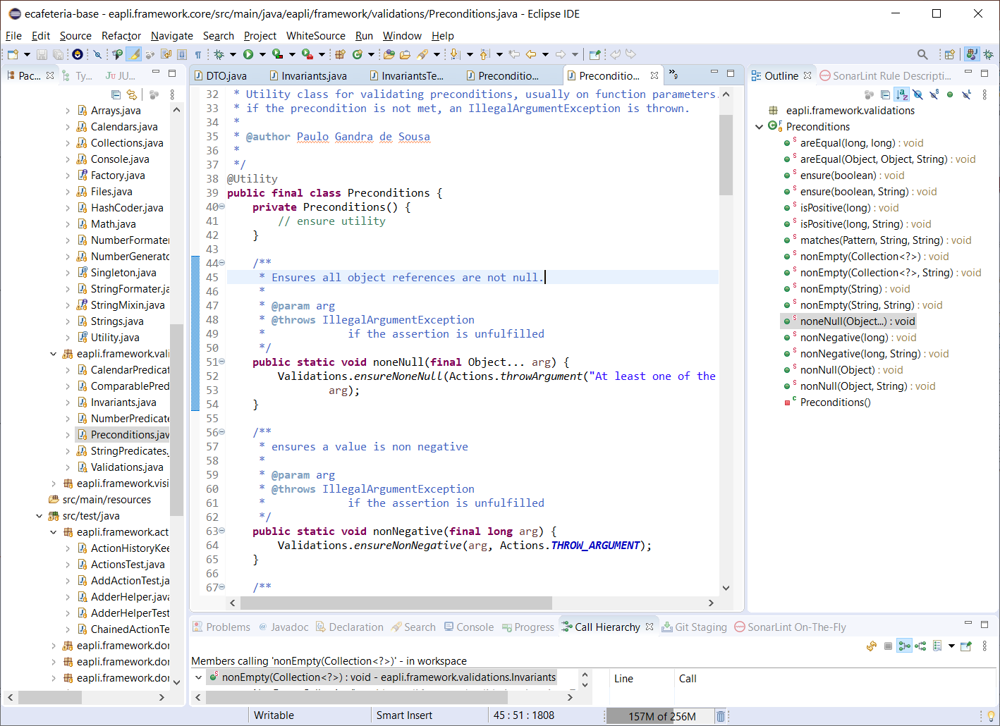 ecafeteria-base - eapli.framework.core/src/main/java/eapli/framework/validations/Preconditions.java - Eclipse IDE
File Edit Source Refactor Navigate Search Project WhiteSource Run Window Help
Pac... Ty... JU...
Arrays.java
Calendars.java
Collections.java
Console.java
Factory.java
Files.java
HashCoder.java
Math.java
NumberFormater
NumberGenerato
Singleton.java
StringFormater.ja
StringMixin.java
Strings.java
Utility.java
eapli.framework.vali
CalendarPredicat
ComparablePred
Invariants.java
NumberPredicate
Preconditions.jav
StringPredicates.
Validations.java
eapli.framework.visi
src/main/resources
src/test/java
eapli.framework.act
ActionHistoryKee
ActionsTest.java
AddActionTest.ja
AdderHelper.java
AdderHelperTest
ChainedActionTe
eapli.framework.dor
eapli.framework.dor
eapli.framework.dor
DTO.java Invariants.java InvariantsTe... Preconditio... Preconditio... »9
32 * Utility class for validating preconditions, usually on function parameters.
33 * if the precondition is not met, an IllegalArgumentException is thrown.
34 *
35 * @author Paulo Gandra de Sousa
36 *
37 */
38 @Utility
39 public final class Preconditions {
40 private Preconditions() {
41 // ensure utility
42 }
43
44 /**
45 * Ensures all object references are not null.
46 *
47 * @param arg
48 * @throws IllegalArgumentException
49 * if the assertion is unfulfilled
50 */
51 public static void noneNull(final Object... arg) {
52 Validations.ensureNoneNull(Actions.throwArgument("At least one of the
53 arg);
54 }
55
56 /**
57 * ensures a value is non negative
58 *
59 * @param arg
60 * @throws IllegalArgumentException
61 * if the assertion is unfulfilled
62 */
63 public static void nonNegative(final long arg) {
64 Validations.ensureNonNegative(arg, Actions.THROW_ARGUMENT);
65 }
66
67 /**
Outline SonarLint Rule Descripti...
eapli.framework.validations
Preconditions
areEqual(long, long) : void
areEqual(Object, Object, String) : void
ensure(boolean) : void
ensure(boolean, String) : void
isPositive(long) : void
isPositive(long, String) : void
matches(Pattern, String, String) : void
nonEmpty(Collection<?>) : void
nonEmpty(Collection<?>, String) : void
nonEmpty(String) : void
nonEmpty(String, String) : void
noneNull(Object...) : void
nonNegative(long) : void
nonNegative(long, String) : void
nonNull(Object) : void
nonNull(Object, String) : void
Preconditions()
Problems Javadoc Declaration Search Console Progress Call Hierarchy Git Staging SonarLint On-The-Fly
Members calling 'nonEmpty(Collection<?>)' - in workspace
nonEmpty(Collection<?>) : void - eapli.framework.validations.Invariants
Line Call
Writable Smart Insert 45 : 51 : 1808 157M of 256M